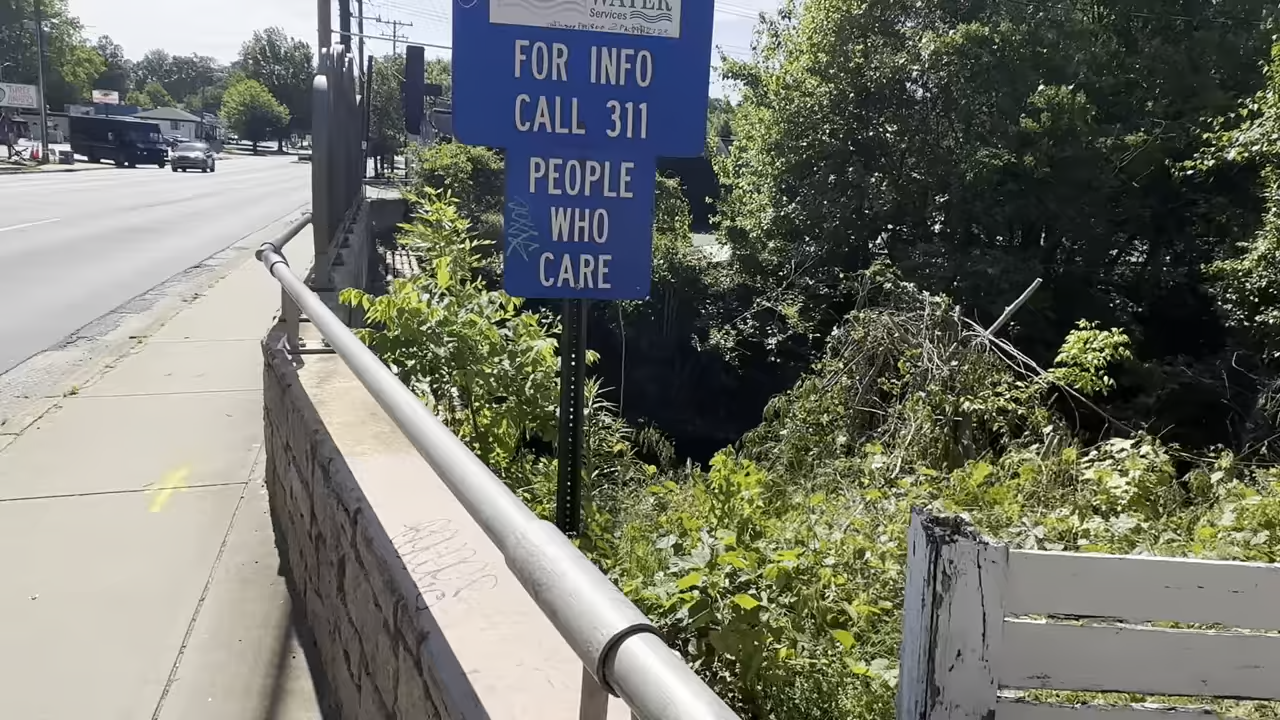 WATER
Services
FOR INFO
CALL 311
PEOPLE
WHO
CARE